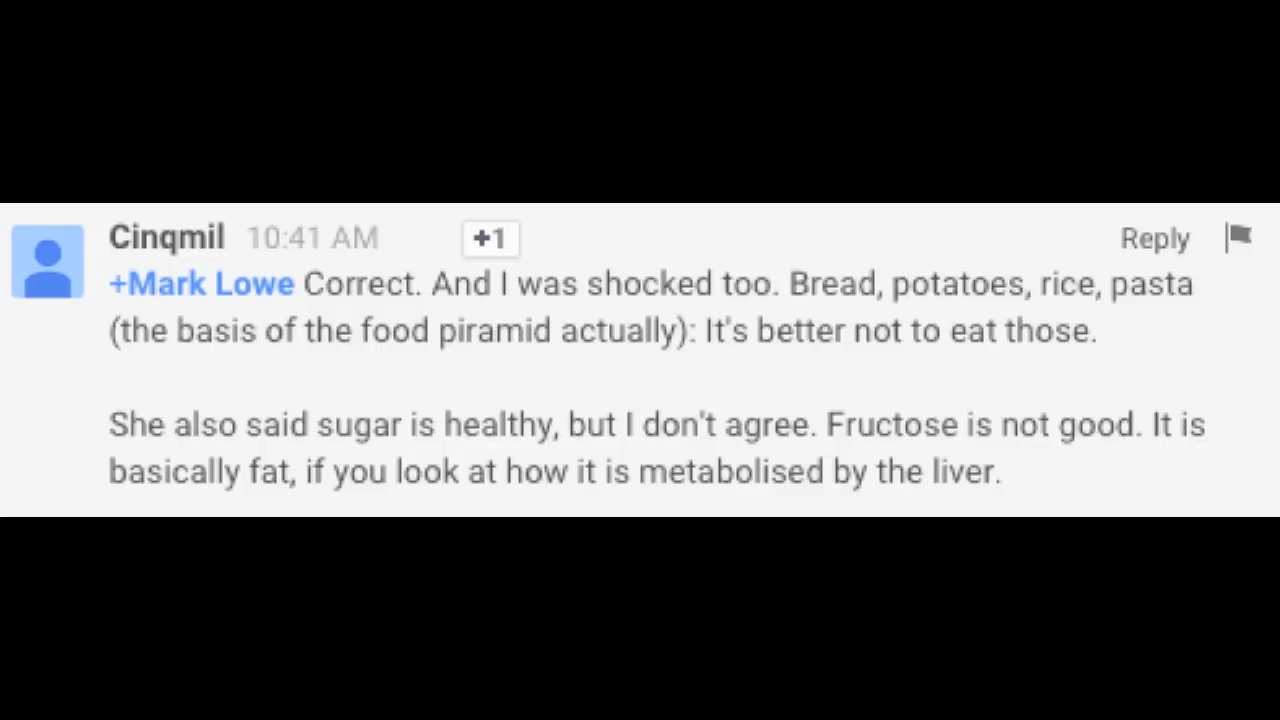 Cinqmil 10:41 AM +1 Reply
+Mark Lowe Correct. And I was shocked too. Bread, potatoes, rice, pasta
(the basis of the food piramid actually): It's better not to eat those.
She also said sugar is healthy, but I don't agree. Fructose is not good. It is
basically fat, if you look at how it is metabolised by the liver.